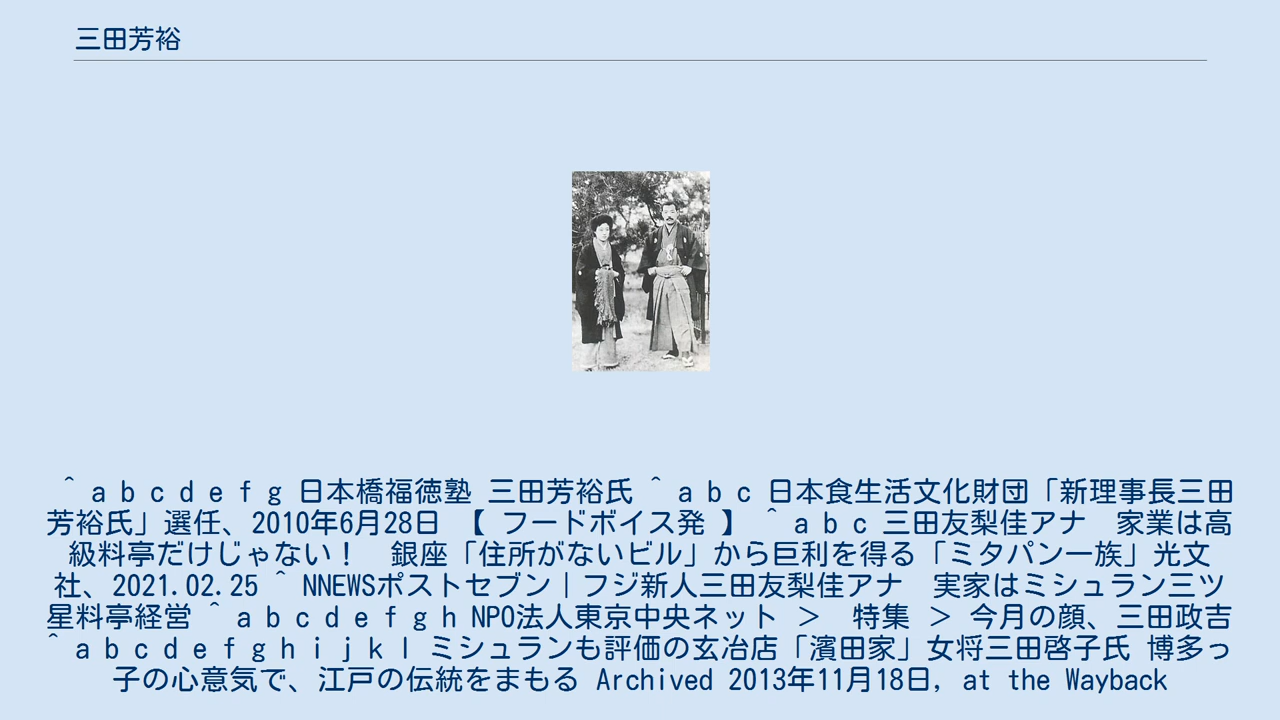 三田芳裕
^ a b c d e f g 日本橋福徳塾 三田芳裕氏 ^ a b c 日本食生活文化財団「新理事長三田
芳裕氏」選任、2010年6月28日 【 フードボイス発 】 ^ a b c 三田友梨佳アナ　家業は高
級料亭だけじゃない！　銀座「住所がないビル」から巨利を得る「ミタパン一族」光文
社、2021.02.25 ^ NNEWSポストセブン｜フジ新人三田友梨佳アナ　実家はミシュラン三ツ
星料亭経営 ^ a b c d e f g h NPO法人東京中央ネット ＞　特集 ＞ 今月の顔、三田政吉
^ a b c d e f g h i j k l ミシュランも評価の玄冶店「濱田家」女将三田啓子氏 博多っ
子の心意気で、江戸の伝統をまもる Archived 2013年11月18日, at the Wayback